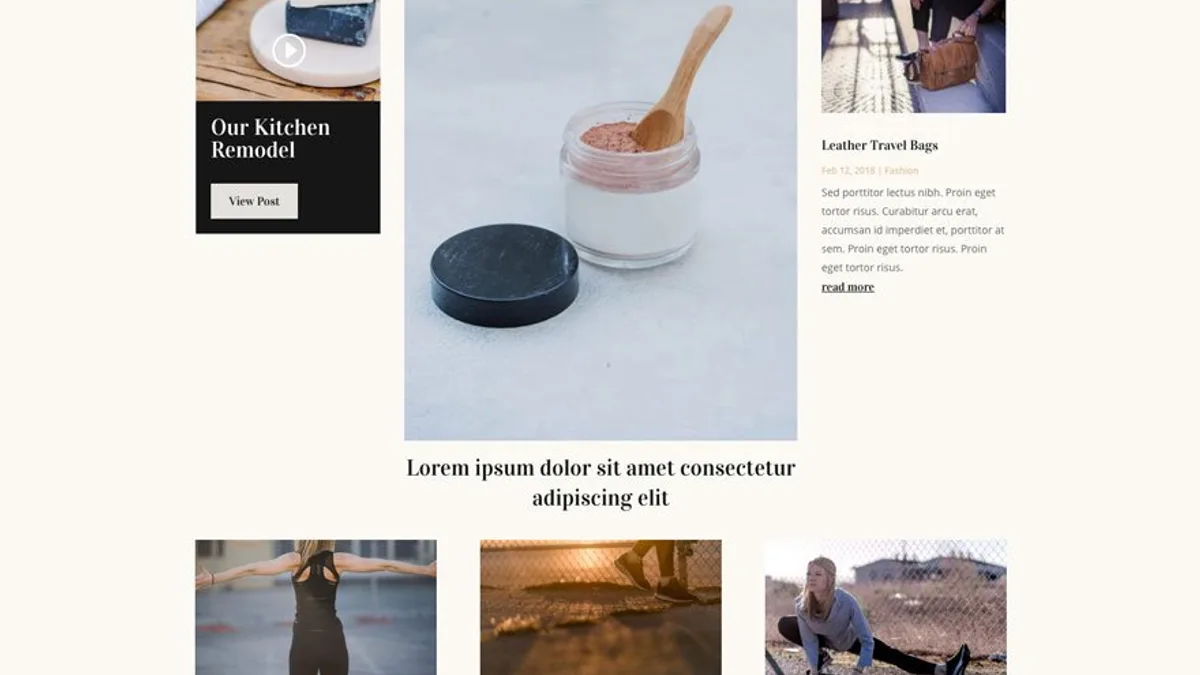 Our Kitchen
Remodel
View Post
Leather Travel Bags
Feb 12, 2018 | Fashion
Sed porttitor lectus nibh. Proin eget
tortor risus. Curabitur arcu erat,
accumsan id imperdiet et, porttitor at
sem. Proin eget tortor risus. Proin
eget tortor risus.
read more
Lorem ipsum dolor sit amet consectetur
adipiscing elit